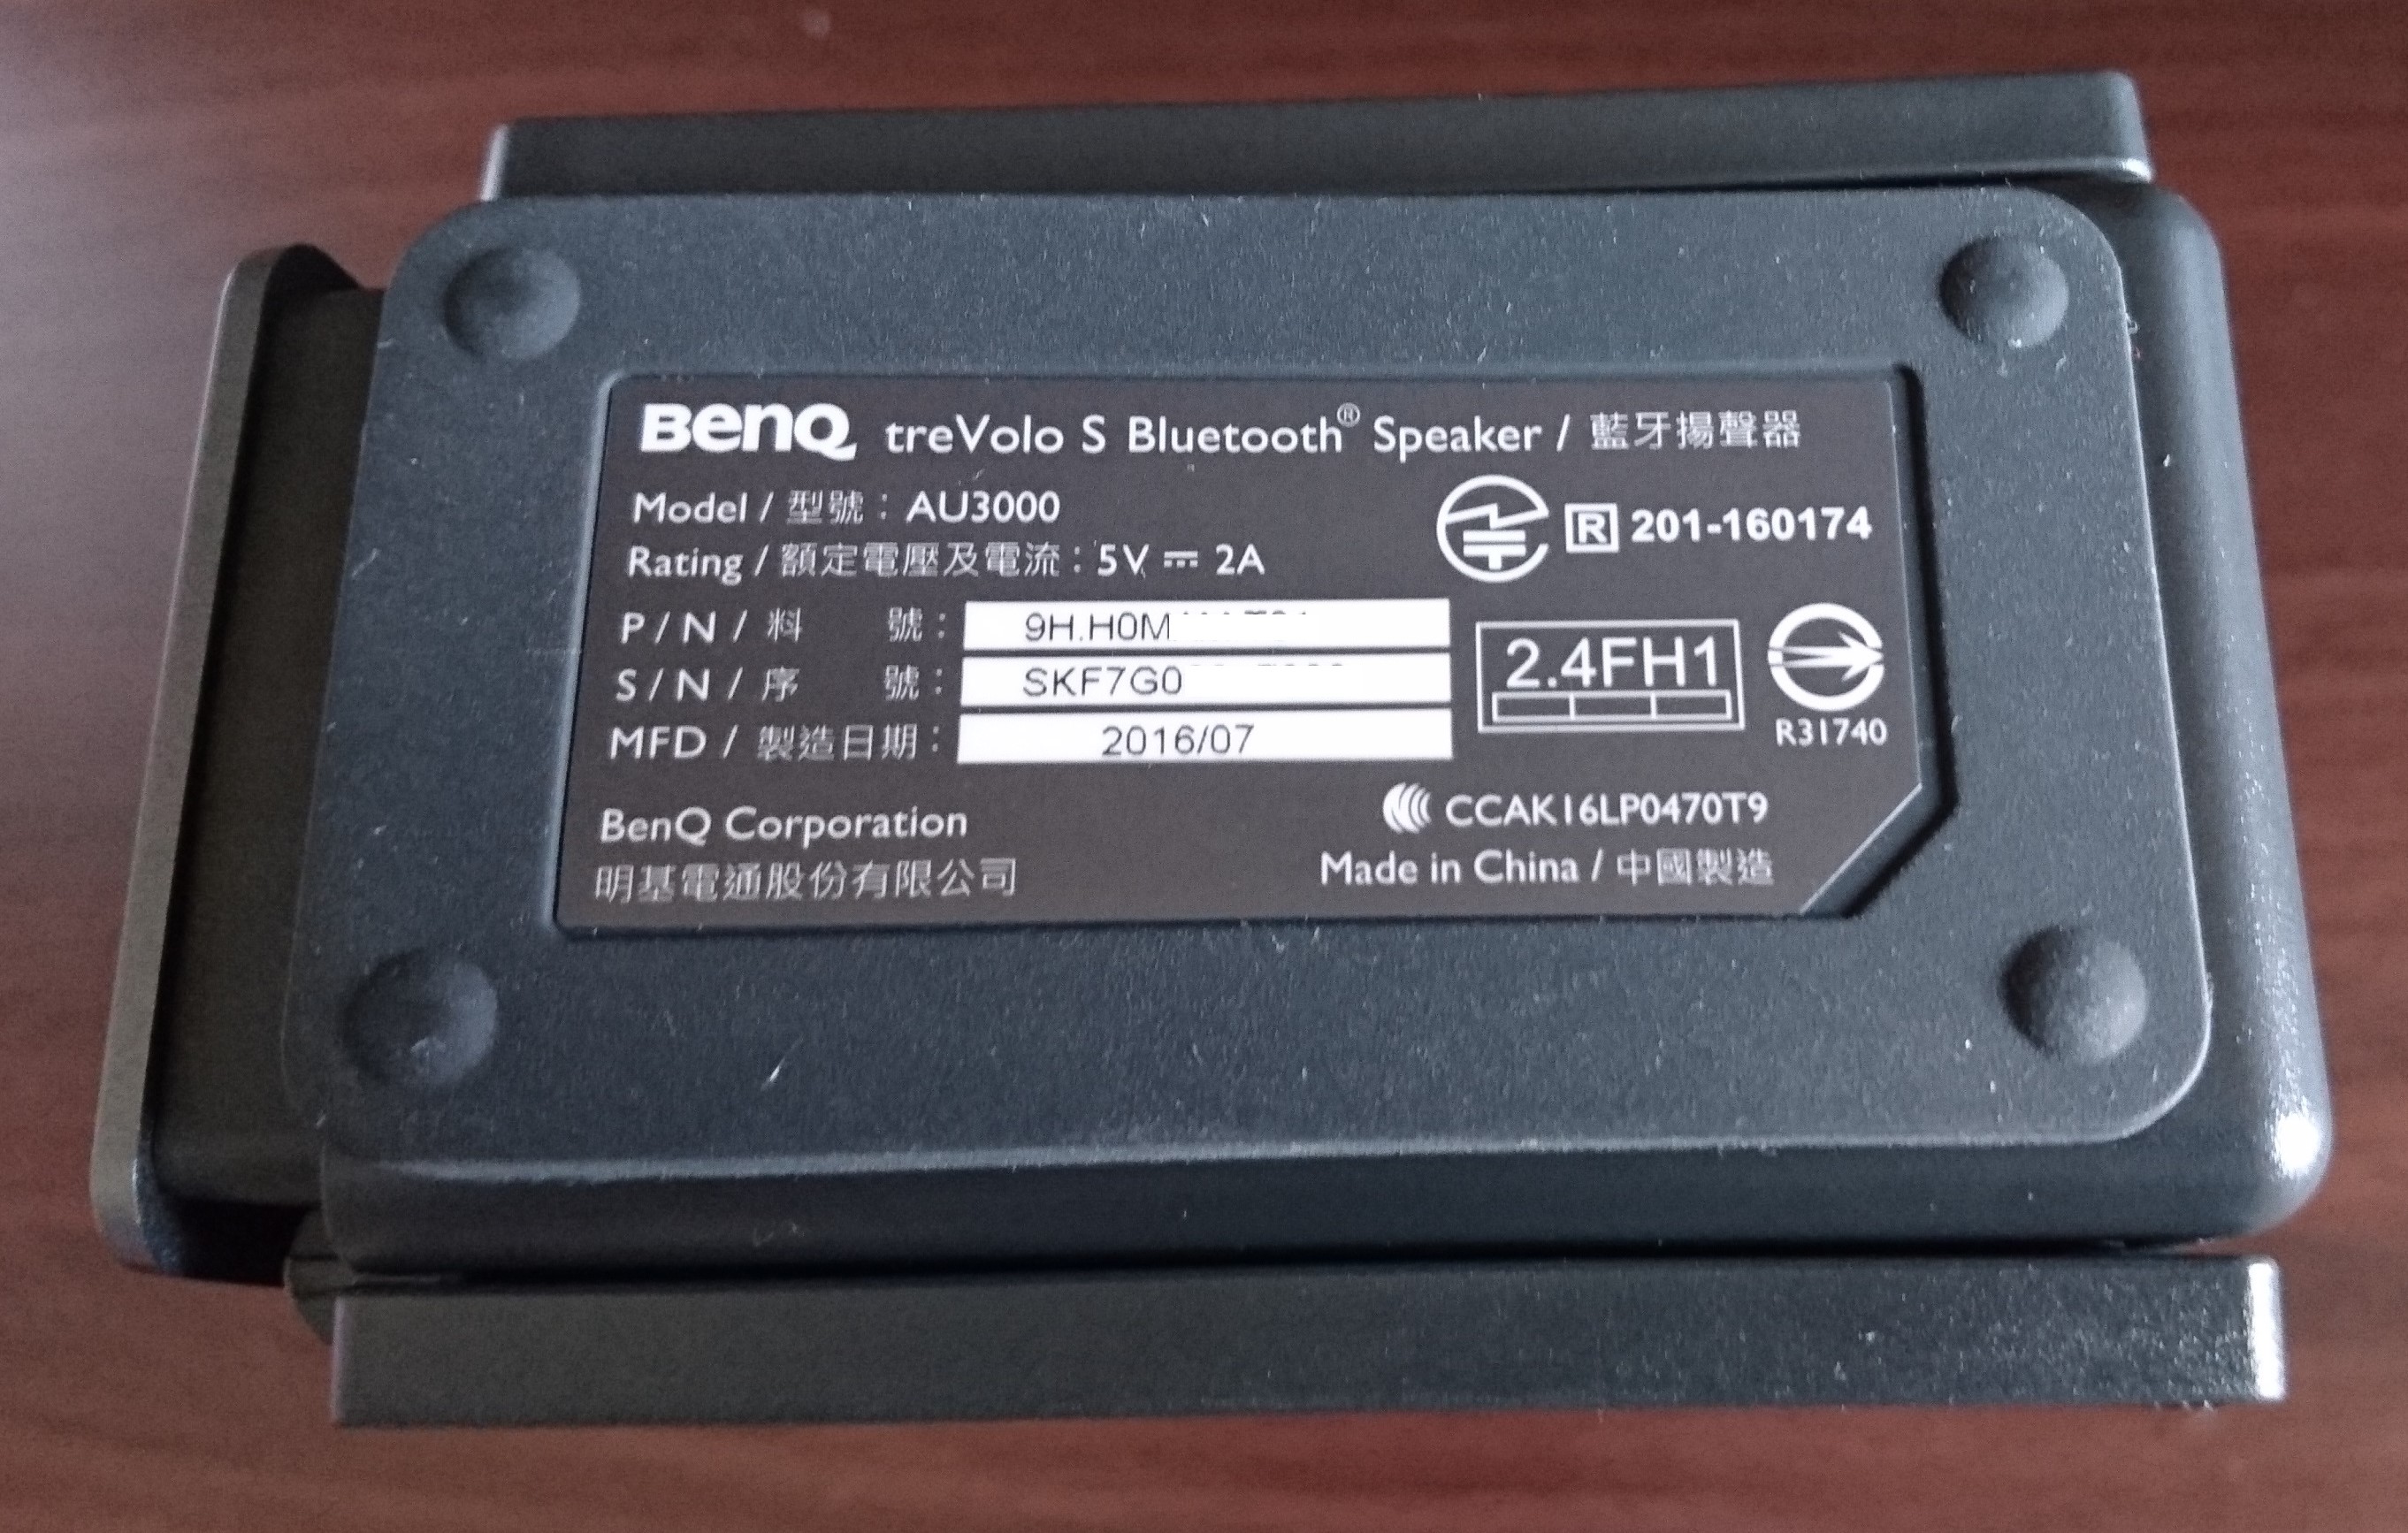 BenQ treVolo S Bluetooth® Speaker / 藍牙揚聲器
Model / 型號：AU3000
R 201-160174
Rating / 額定電壓及電流：5V ⎓ 2A
P / N / 料 號：9H.H0M
S / N / 序 號：SKF7G0
MFD / 製造日期：2016/07
2.4FH1
R31740
BenQ Corporation
明基電通股份有限公司
CCAK16LP0470T9
Made in China / 中國製造